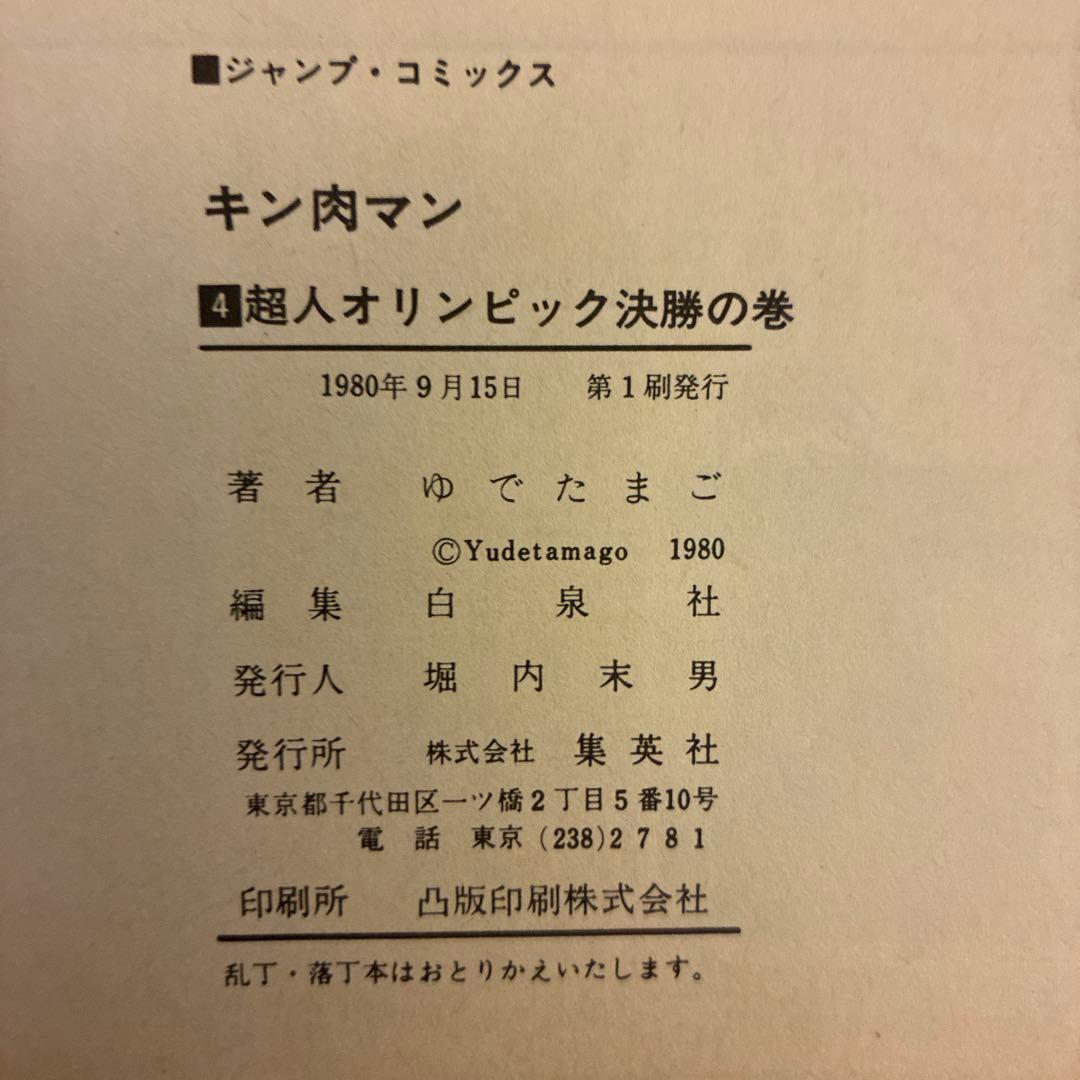 ■ジャンプ・コミックス
キン肉マン
4 超人オリンピック決勝の巻
1980年9月15日 第1刷発行
著者 ゆでたまご
©Yudetamago 1980
編集 白泉社
発行人 堀内末男
発行所 株式会社 集英社
東京都千代田区一ツ橋2丁目5番10号
電話 東京 (238)2781
印刷所 凸版印刷株式会社
乱丁・落丁本はおとりかえいたします。